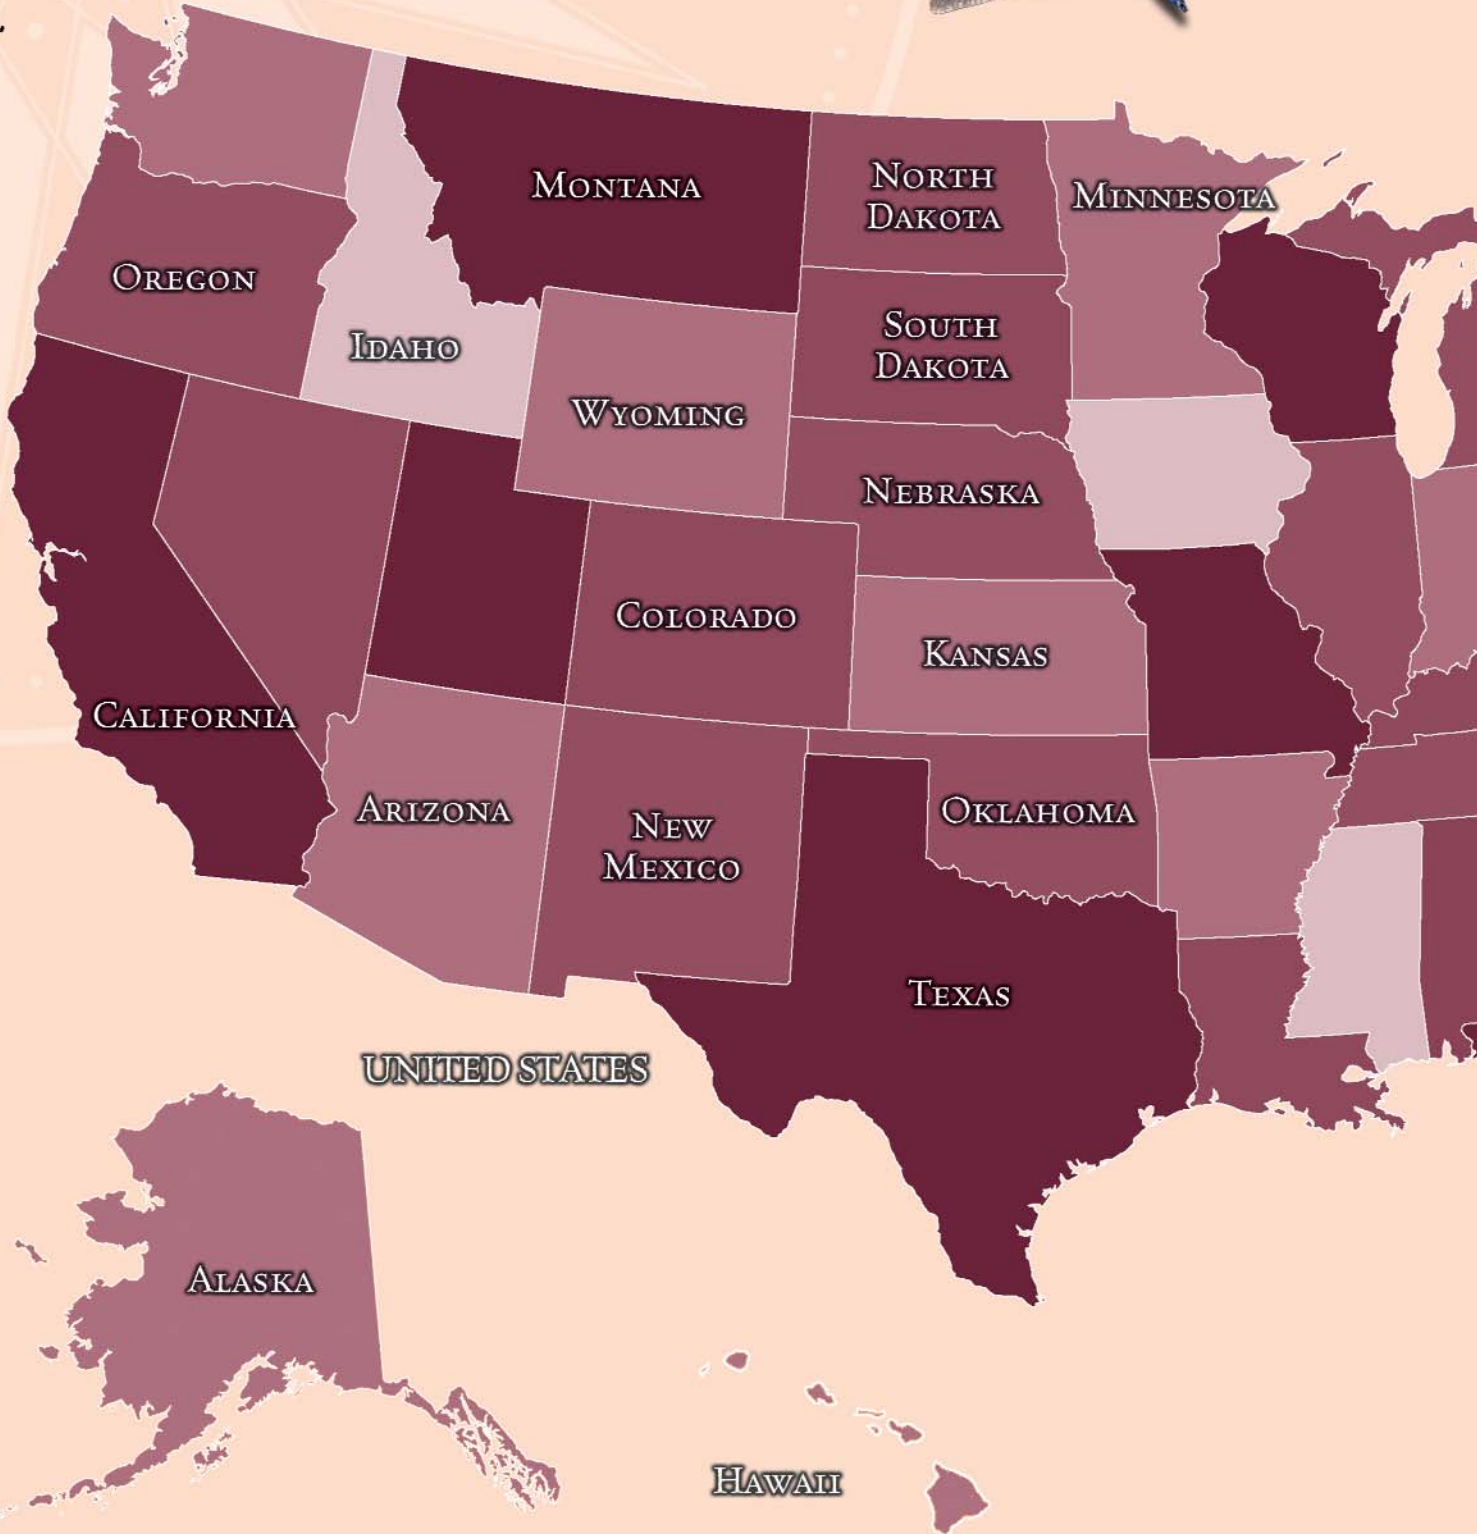 Montana
North
Dakota
Minnesota
Oregon
Idaho
South
Dakota
Wyoming
Nebraska
Colorado
Kansas
California
Arizona
New
Mexico
Oklahoma
Texas
UNITED STATES
Alaska
Hawaii